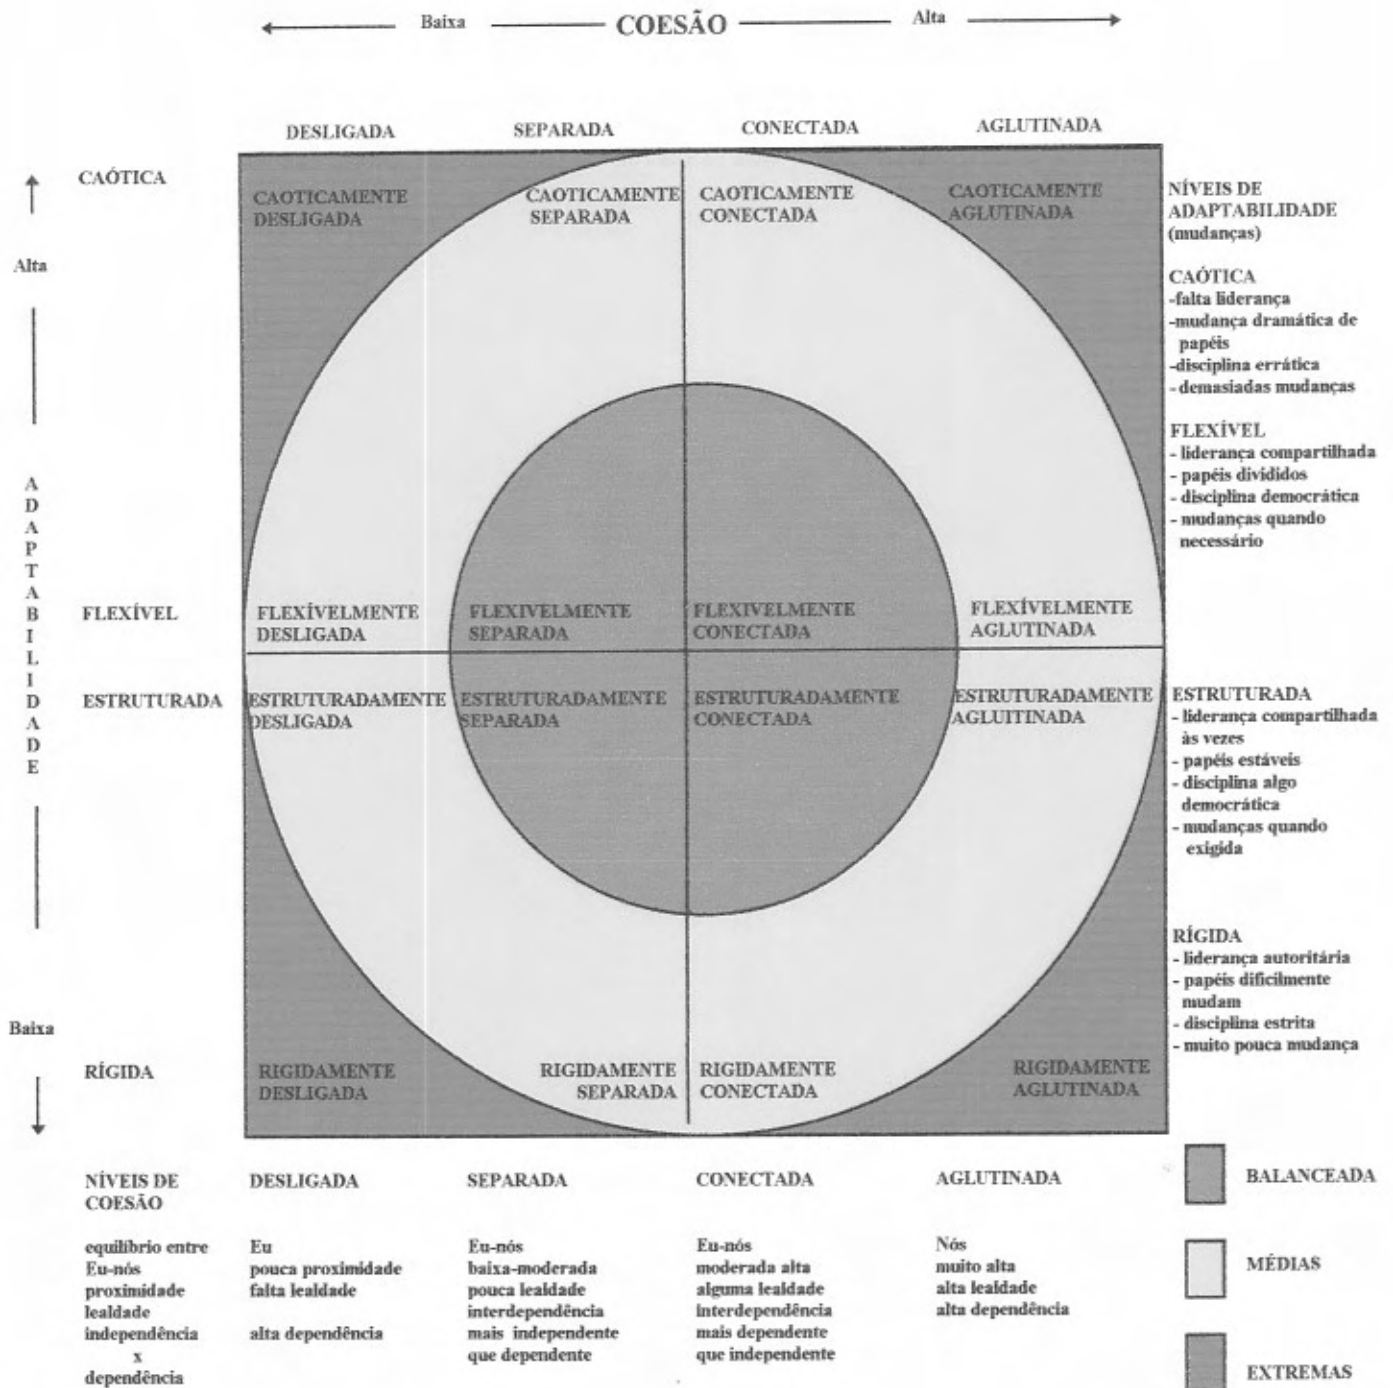 Baixa COESÃO Alta
DESLIGADA SEPARADA CONECTADA AGLUTINADA
CAÓTICA
CAOTICAMENTE
DESLIGADA
CAOTICAMENTE
SEPARADA
CAOTICAMENTE
CONECTADA
CAOTICAMENTE
AGLUTINADA
Alta
ADAPTABILIDADE
Baixa
NÍVEIS DE
ADAPTABILIDADE
(mudanças)
CAÓTICA
-falta liderança
-mudança dramática de
papéis
-disciplina errática
- demasiadas mudanças
FLEXÍVEL
- liderança compartilhada
- papéis divididos
- disciplina democrática
- mudanças quando
necessário
FLEXÍVEL
FLEXÍVELMENTE
DESLIGADA
FLEXIVELMENTE
SEPARADA
FLEXIVELMENTE
CONECTADA
FLEXÍVELMENTE
AGLUTINADA
ESTRUTURADA
ESTRUTURADAMENTE
DESLIGADA
ESTRUTURADAMENTE
SEPARADA
ESTRUTURADAMENTE
CONECTADA
ESTRUTURADAMENTE
AGLUITINADA
ESTRUTURADA
- liderança compartilhada
às vezes
- papéis estáveis
- disciplina algo
democrática
- mudanças quando
exigida
RÍGIDA
- liderança autoritária
- papéis dificilmente
mudam
- disciplina estrita
- muito pouca mudança
RÍGIDA
RIGIDAMENTE
DESLIGADA
RIGIDAMENTE
SEPARADA
RIGIDAMENTE
CONECTADA
RIGIDAMENTE
AGLUTINADA
NÍVEIS DE
COESÃO
equilíbrio entre
Eu-nós
proximidade
lealdade
independência
x
dependência
DESLIGADA
Eu
pouca proximidade
falta lealdade
alta dependência
SEPARADA
Eu-nós
baixa-moderada
pouca lealdade
interdependência
mais independente
que dependente
CONECTADA
Eu-nós
moderada alta
alguma lealdade
interdependência
mais dependente
que independente
AGLUTINADA
Nós
muito alta
alta lealdade
alta dependência
BALANCEADA
MÉDIAS
EXTREMAS